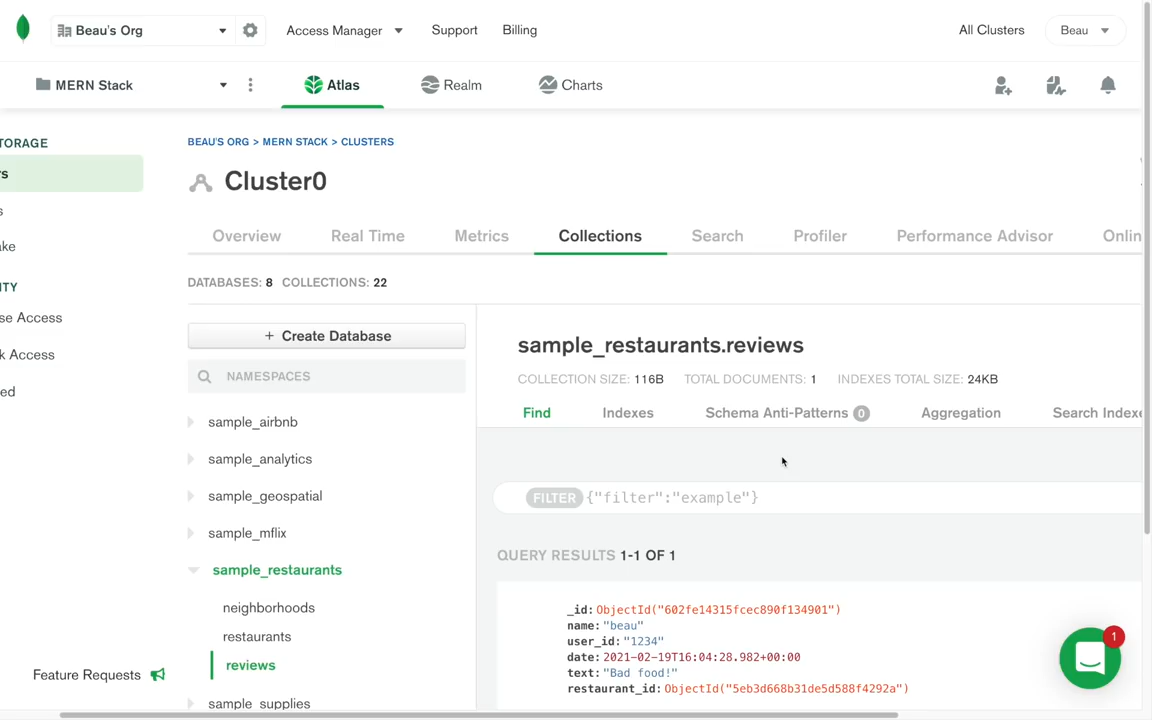 Beau's Org
Access Manager
Support
Billing
All Clusters
Beau
MERN Stack
Atlas
Realm
Charts
TORAGE
BEAU'S ORG > MERN STACK > CLUSTERS
s
Cluster0
s
Overview
Real Time
Metrics
Collections
Search
Profiler
Performance Advisor
Onlin
ake
DATABASES: 8 COLLECTIONS: 22
ITY
se Access
+ Create Database
sample_restaurants.reviews
k Access
NAMESPACES
COLLECTION SIZE: 116B TOTAL DOCUMENTS: 1 INDEXES TOTAL SIZE: 24KB
ed
Find
Indexes
Schema Anti-Patterns 0
Aggregation
Search Indexe
sample_airbnb
sample_analytics
sample_geospatial
sample_mflix
sample_restaurants
neighborhoods
restaurants
reviews
sample_supplies
FILTER {"filter":"example"}
QUERY RESULTS 1-1 OF 1
_id: ObjectId("602fe14315fcec890f134901")
name: "beau"
user_id: "1234"
date: 2021-02-19T16:04:28.982+00:00
text: "Bad food!"
restaurant_id: ObjectId("5eb3d668b31de5d588f4292a")
Feature Requests
1